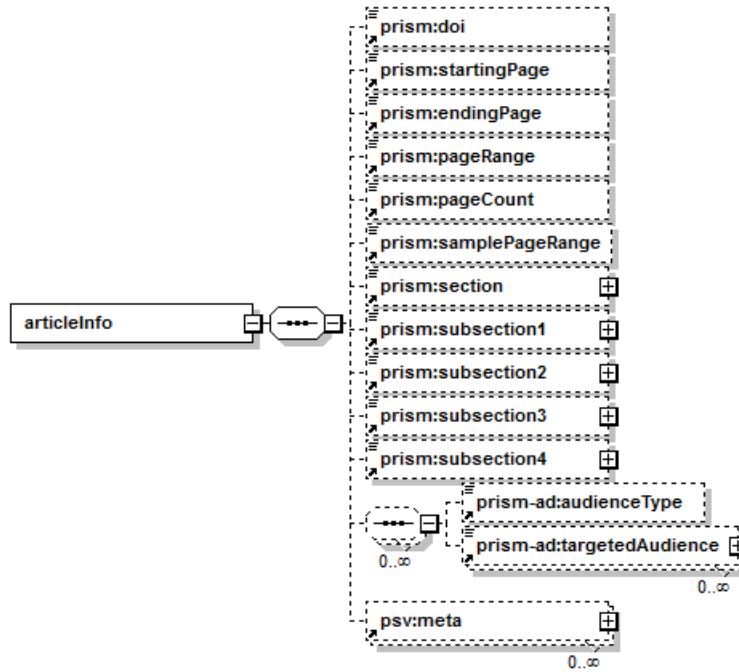 prism:doi
prism:startingPage
prism:endingPage
prism:pageRange
prism:pageCount
prism:samplePageRange
prism:section
articleInfo
prism:subsection1
prism:subsection2
prism:subsection3
prism:subsection4
prism-ad:audienceType
prism-ad:targetedAudience
0..∞
0..∞
psv:meta
0..∞